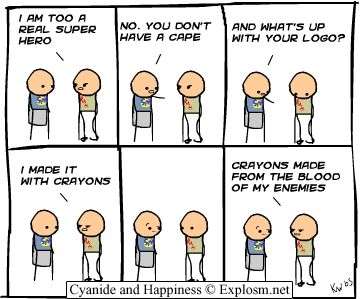 I AM TOO A
REAL SUPER
HERO
NO. YOU DON'T
HAVE A CAPE
AND WHAT'S UP
WITH YOUR LOGO?
I MADE IT
WITH CRAYONS
CRAYONS MADE
FROM THE BLOOD
OF MY ENEMIES
Cyanide and Happiness © Explosm.net